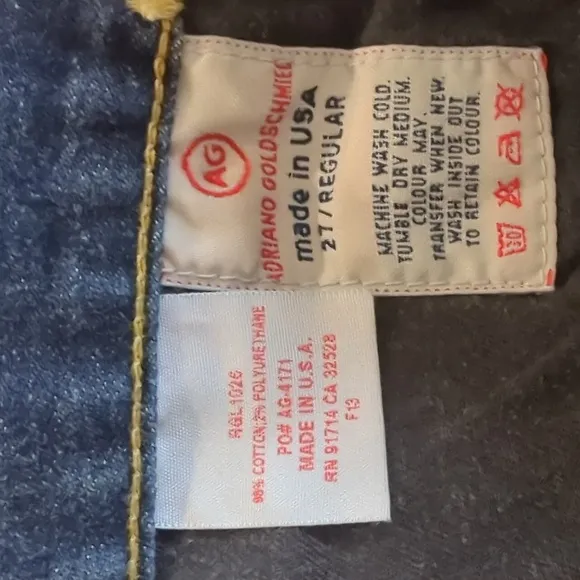 AG
ADRIANO GOLDSCHMIED
made in USA
27/REGULAR
MACHINE WASH COLD.
TUMBLE DRY MEDIUM.
COLOUR MAY
TRANSFER WHEN NEW.
WASH INSIDE OUT
TO RETAIN COLOUR.
30
RGL1026
98% COTTON;2% POLYURETHANE
PO# AG-4171
MADE IN U.S.A.
RN 91714 CA 32528
F13